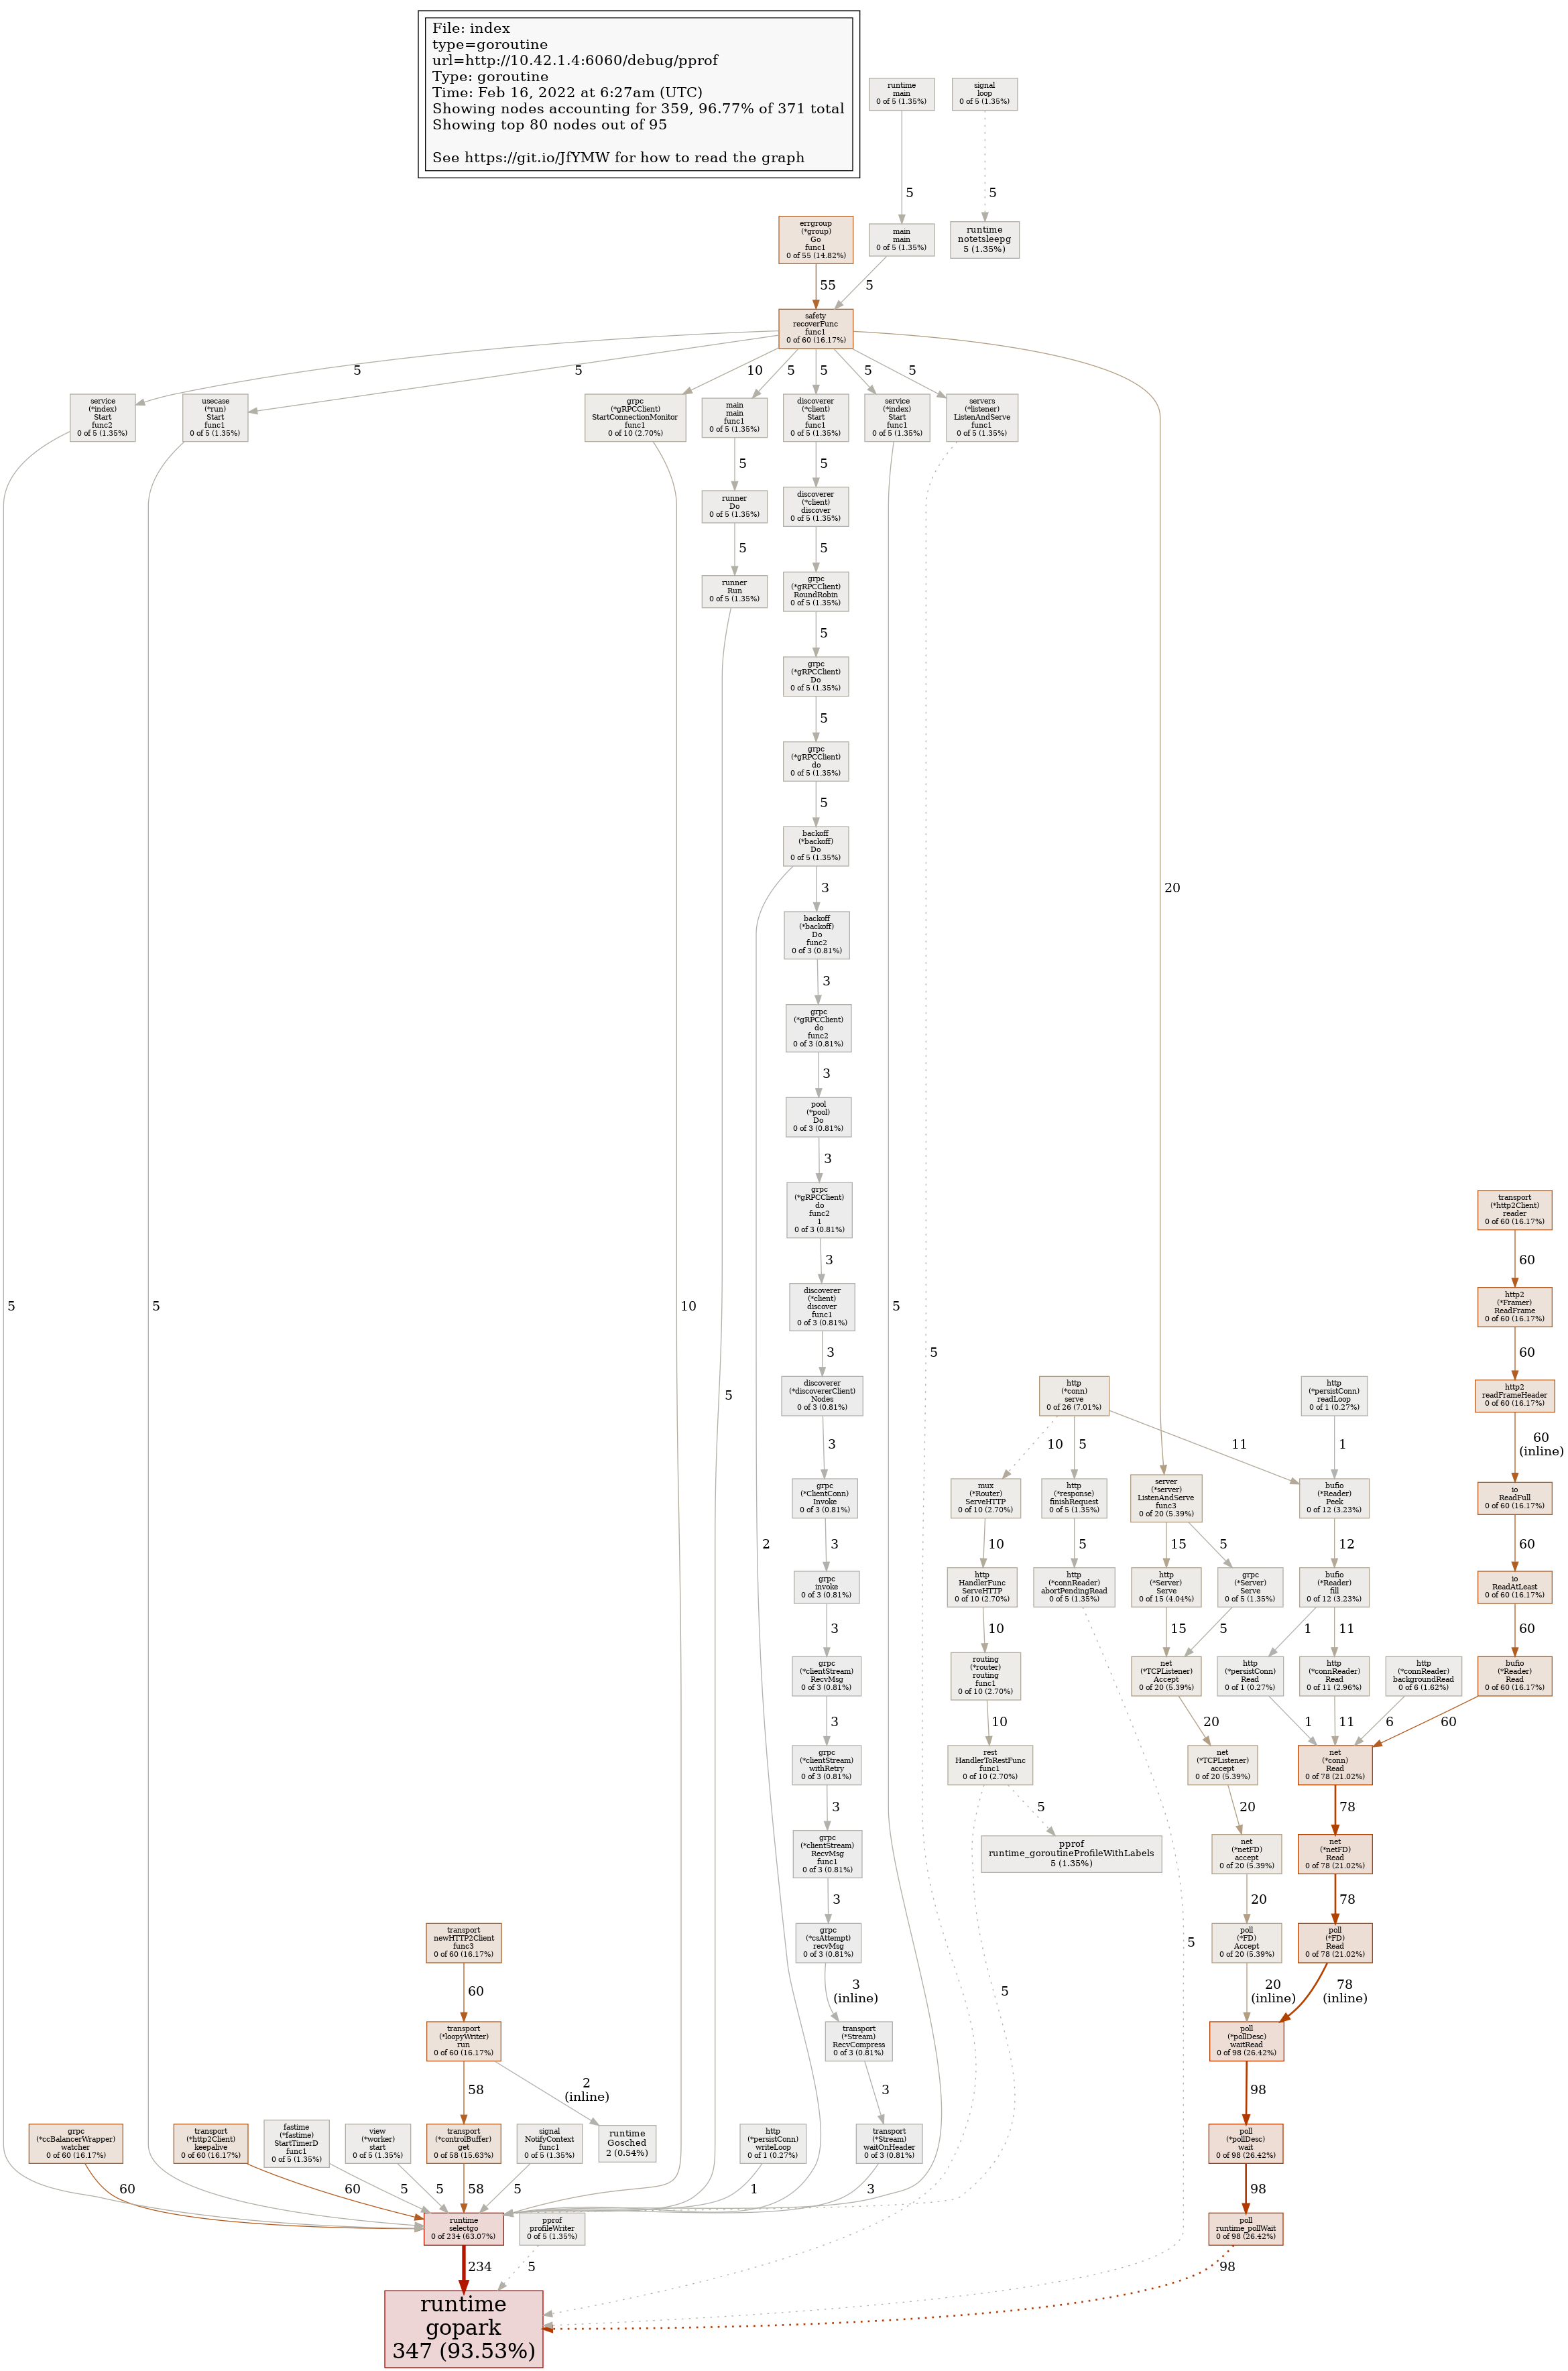 File: index
type=goroutine
url=http://10.42.1.4:6060/debug/pprof
Type: goroutine
Time: Feb 16, 2022 at 6:27am (UTC)
Showing nodes accounting for 359, 96.77% of 371 total
Showing top 80 nodes out of 95
See https://git.io/JfYMW for how to read the graph
runtime
main
0 of 5 (1.35%)
signal
loop
0 of 5 (1.35%)
5
5
errgroup
(*group)
Go
func1
0 of 55 (14.82%)
main
main
0 of 5 (1.35%)
runtime
notetsleepg
5 (1.35%)
55
5
safety
recoverFunc
func1
0 of 60 (16.17%)
5
5
10
5
5
5
5
20
service
(*index)
Start
func2
0 of 5 (1.35%)
usecase
(*run)
Start
func1
0 of 5 (1.35%)
grpc
(*gRPCClient)
StartConnectionMonitor
func1
0 of 10 (2.70%)
main
main
func1
0 of 5 (1.35%)
discoverer
(*client)
Start
func1
0 of 5 (1.35%)
service
(*index)
Start
func1
0 of 5 (1.35%)
servers
(*listener)
ListenAndServe
func1
0 of 5 (1.35%)
5
5
runner
Do
0 of 5 (1.35%)
discoverer
(*client)
discover
0 of 5 (1.35%)
5
5
runner
Run
0 of 5 (1.35%)
grpc
(*gRPCClient)
RoundRobin
0 of 5 (1.35%)
5
grpc
(*gRPCClient)
Do
0 of 5 (1.35%)
5
grpc
(*gRPCClient)
do
0 of 5 (1.35%)
5
backoff
(*backoff)
Do
0 of 5 (1.35%)
3
backoff
(*backoff)
Do
func2
0 of 3 (0.81%)
3
grpc
(*gRPCClient)
do
func2
0 of 3 (0.81%)
3
pool
(*pool)
Do
0 of 3 (0.81%)
3
grpc
(*gRPCClient)
do
func2
1
0 of 3 (0.81%)
3
discoverer
(*client)
discover
func1
0 of 3 (0.81%)
3
5
5
10
5
5
5
2
discoverer
(*discovererClient)
Nodes
0 of 3 (0.81%)
3
grpc
(*ClientConn)
Invoke
0 of 3 (0.81%)
3
grpc
invoke
0 of 3 (0.81%)
3
grpc
(*clientStream)
RecvMsg
0 of 3 (0.81%)
3
grpc
(*clientStream)
withRetry
0 of 3 (0.81%)
3
grpc
(*clientStream)
RecvMsg
func1
0 of 3 (0.81%)
3
grpc
(*csAttempt)
recvMsg
0 of 3 (0.81%)
3
(inline)
transport
(*Stream)
RecvCompress
0 of 3 (0.81%)
3
transport
(*Stream)
waitOnHeader
0 of 3 (0.81%)
3
transport
(*http2Client)
reader
0 of 60 (16.17%)
60
http2
(*Framer)
ReadFrame
0 of 60 (16.17%)
60
http2
readFrameHeader
0 of 60 (16.17%)
60
(inline)
io
ReadFull
0 of 60 (16.17%)
60
io
ReadAtLeast
0 of 60 (16.17%)
60
bufio
(*Reader)
Read
0 of 60 (16.17%)
60
http
(*conn)
serve
0 of 26 (7.01%)
10
5
11
http
(*persistConn)
readLoop
0 of 1 (0.27%)
1
mux
(*Router)
ServeHTTP
0 of 10 (2.70%)
10
http
HandlerFunc
ServeHTTP
0 of 10 (2.70%)
10
routing
(*router)
routing
func1
0 of 10 (2.70%)
10
rest
HandlerToRestFunc
func1
0 of 10 (2.70%)
5
5
pprof
runtime_goroutineProfileWithLabels
5 (1.35%)
http
(*response)
finishRequest
0 of 5 (1.35%)
5
http
(*connReader)
abortPendingRead
0 of 5 (1.35%)
5
server
(*server)
ListenAndServe
func3
0 of 20 (5.39%)
15
5
http
(*Server)
Serve
0 of 15 (4.04%)
15
grpc
(*Server)
Serve
0 of 5 (1.35%)
5
net
(*TCPListener)
Accept
0 of 20 (5.39%)
20
net
(*TCPListener)
accept
0 of 20 (5.39%)
20
net
(*netFD)
accept
0 of 20 (5.39%)
20
poll
(*FD)
Accept
0 of 20 (5.39%)
20
(inline)
bufio
(*Reader)
Peek
0 of 12 (3.23%)
12
bufio
(*Reader)
fill
0 of 12 (3.23%)
1
11
http
(*persistConn)
Read
0 of 1 (0.27%)
1
http
(*connReader)
Read
0 of 11 (2.96%)
11
http
(*connReader)
backgroundRead
0 of 6 (1.62%)
6
net
(*conn)
Read
0 of 78 (21.02%)
78
net
(*netFD)
Read
0 of 78 (21.02%)
78
poll
(*FD)
Read
0 of 78 (21.02%)
78
(inline)
poll
(*pollDesc)
waitRead
0 of 98 (26.42%)
98
poll
(*pollDesc)
wait
0 of 98 (26.42%)
98
poll
runtime_pollWait
0 of 98 (26.42%)
98
transport
newHTTP2Client
func3
0 of 60 (16.17%)
60
transport
(*loopyWriter)
run
0 of 60 (16.17%)
58
2
(inline)
grpc
(*ccBalancerWrapper)
watcher
0 of 60 (16.17%)
60
transport
(*http2Client)
keepalive
0 of 60 (16.17%)
60
fastime
(*fastime)
StartTimerD
func1
0 of 5 (1.35%)
5
view
(*worker)
start
0 of 5 (1.35%)
5
transport
(*controlBuffer)
get
0 of 58 (15.63%)
58
signal
NotifyContext
func1
0 of 5 (1.35%)
5
runtime
Gosched
2 (0.54%)
http
(*persistConn)
writeLoop
0 of 1 (0.27%)
1
runtime
selectgo
0 of 234 (63.07%)
234
pprof
profileWriter
0 of 5 (1.35%)
5
runtime
gopark
347 (93.53%)